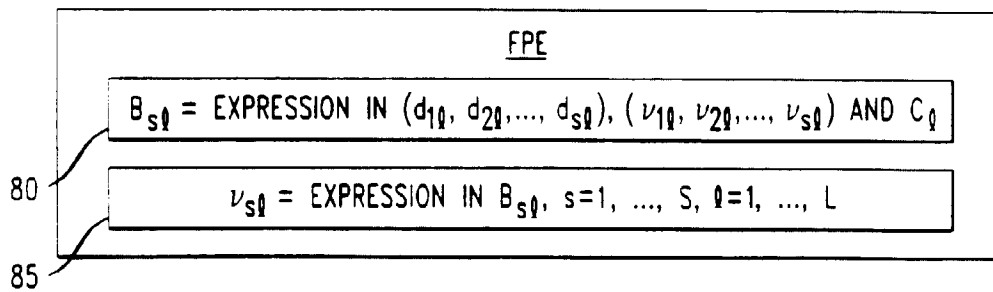 FPE
B_{sℓ} = EXPRESSION IN (d_{1ℓ}, d_{2ℓ},..., d_{sℓ}), (ν_{1ℓ}, ν_{2ℓ},..., ν_{sℓ}) AND C_ℓ
80
ν_{sℓ} = EXPRESSION IN B_{sℓ}, s=1, ..., S, ℓ=1, ..., L
85